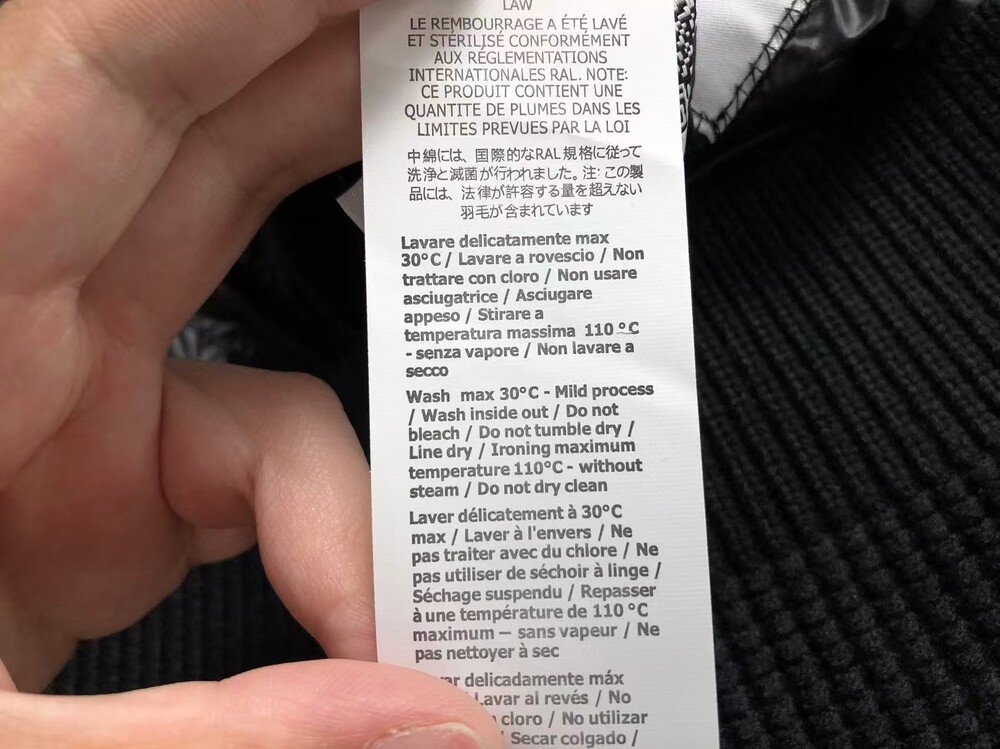 LAW
LE REMBOURRAGE A ÉTÉ LAVÉ
ET STÉRILISÉ CONFORMÉMENT
AUX RÉGLEMENTATIONS
INTERNATIONALES RAL. NOTE:
CE PRODUIT CONTIENT UNE
QUANTITE DE PLUMES DANS LES
LIMITES PREVUES PAR LA LOI
中綿には、国際的なRAL規格に従って
洗浄と滅菌が行われました。注: この製
品には、法律が許容する量を超えない
羽毛が含まれています
Lavare delicatamente max
30°C / Lavare a rovescio / Non
trattare con cloro / Non usare
asciugatrice / Asciugare
appeso / Stirare a
temperatura massima 110 °C
- senza vapore / Non lavare a
secco
Wash max 30°C - Mild process
/ Wash inside out / Do not
bleach / Do not tumble dry /
Line dry / Ironing maximum
temperature 110°C - without
steam / Do not dry clean
Laver délicatement à 30°C
max / Laver à l'envers / Ne
pas traiter avec du chlore / Ne
pas utiliser de séchoir à linge /
Séchage suspendu / Repasser
à une température de 110 °C
maximum – sans vapeur / Ne
pas nettoyer à sec
delicadamente máx
/ Lavar al revés / No
cloro / No utilizar
/ Secar colgado /